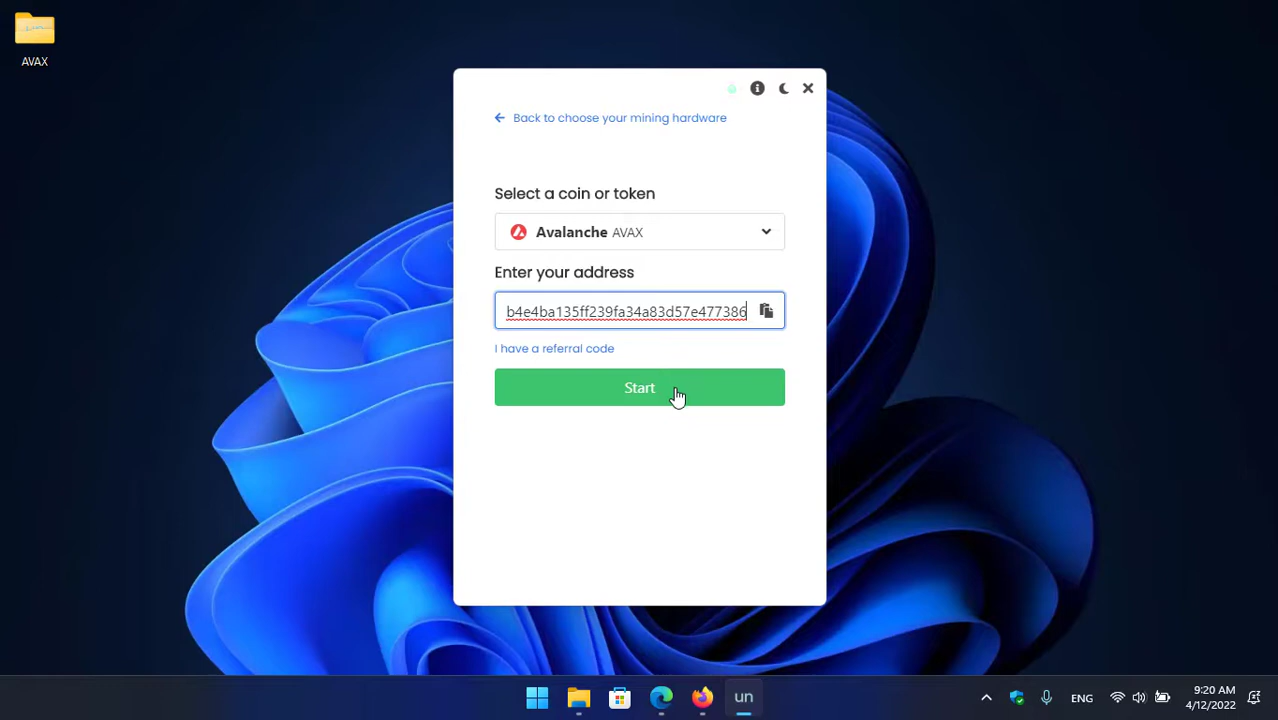 AVAX
Back to choose your mining hardware
Select a coin or token
Avalanche AVAX
Enter your address
b4e4ba135ff239fa34a83d57e477386
I have a referral code
Start
un
ENG
9:20 AM
4/12/2022